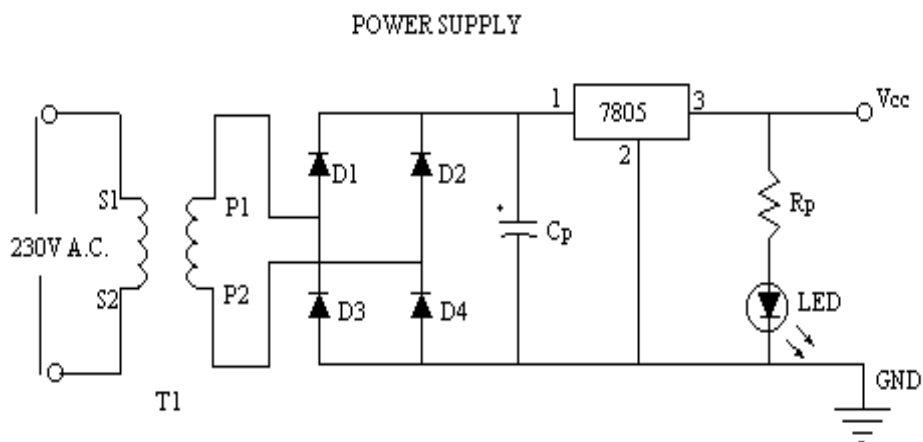 POWER SUPPLY
1
7805
3
Vcc
2
D1
D2
S1
P1
Rp
+
Cp
230V A.C.
S2
P2
D3
D4
LED
GND
T1